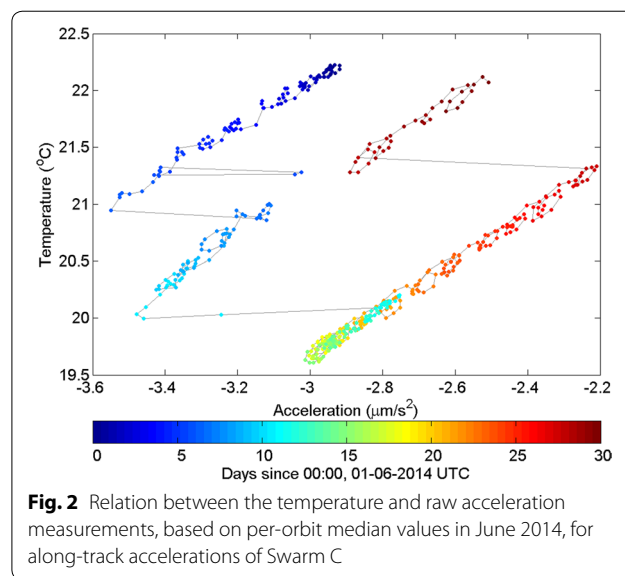 22.5
22
21.5
21
20.5
20
19.5
Temperature (°C)
-3.6 -3.4 -3.2 -3 -2.8 -2.6 -2.4 -2.2
Acceleration (μm/s²)
0 5 10 15 20 25 30
Days since 00:00, 01-06-2014 UTC
Fig. 2 Relation between the temperature and raw acceleration
measurements, based on per-orbit median values in June 2014, for
along-track accelerations of Swarm C